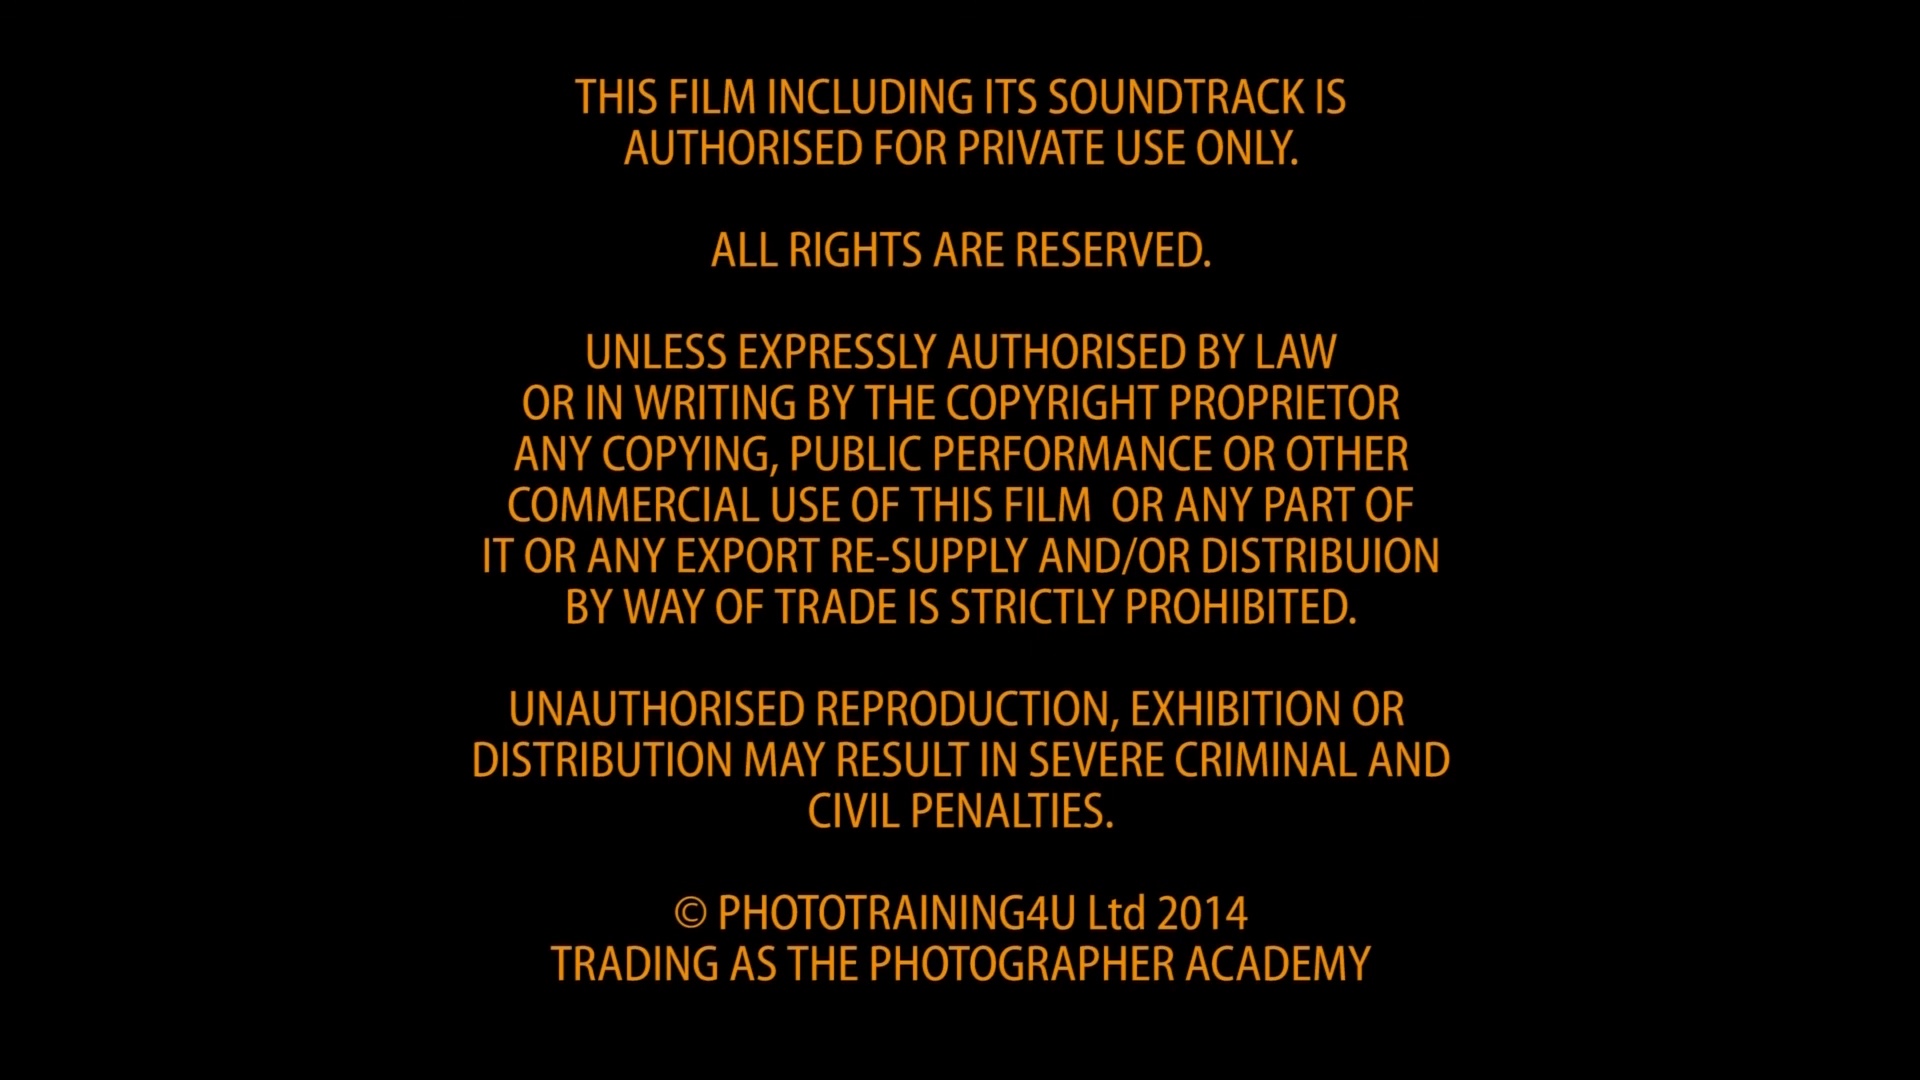 THIS FILM INCLUDING ITS SOUNDTRACK IS
AUTHORISED FOR PRIVATE USE ONLY.
ALL RIGHTS ARE RESERVED.
UNLESS EXPRESSLY AUTHORISED BY LAW
OR IN WRITING BY THE COPYRIGHT PROPRIETOR
ANY COPYING, PUBLIC PERFORMANCE OR OTHER
COMMERCIAL USE OF THIS FILM  OR ANY PART OF
IT OR ANY EXPORT RE-SUPPLY AND/OR DISTRIBUION
BY WAY OF TRADE IS STRICTLY PROHIBITED.
UNAUTHORISED REPRODUCTION, EXHIBITION OR
DISTRIBUTION MAY RESULT IN SEVERE CRIMINAL AND
CIVIL PENALTIES.
© PHOTOTRAINING4U Ltd 2014
TRADING AS THE PHOTOGRAPHER ACADEMY